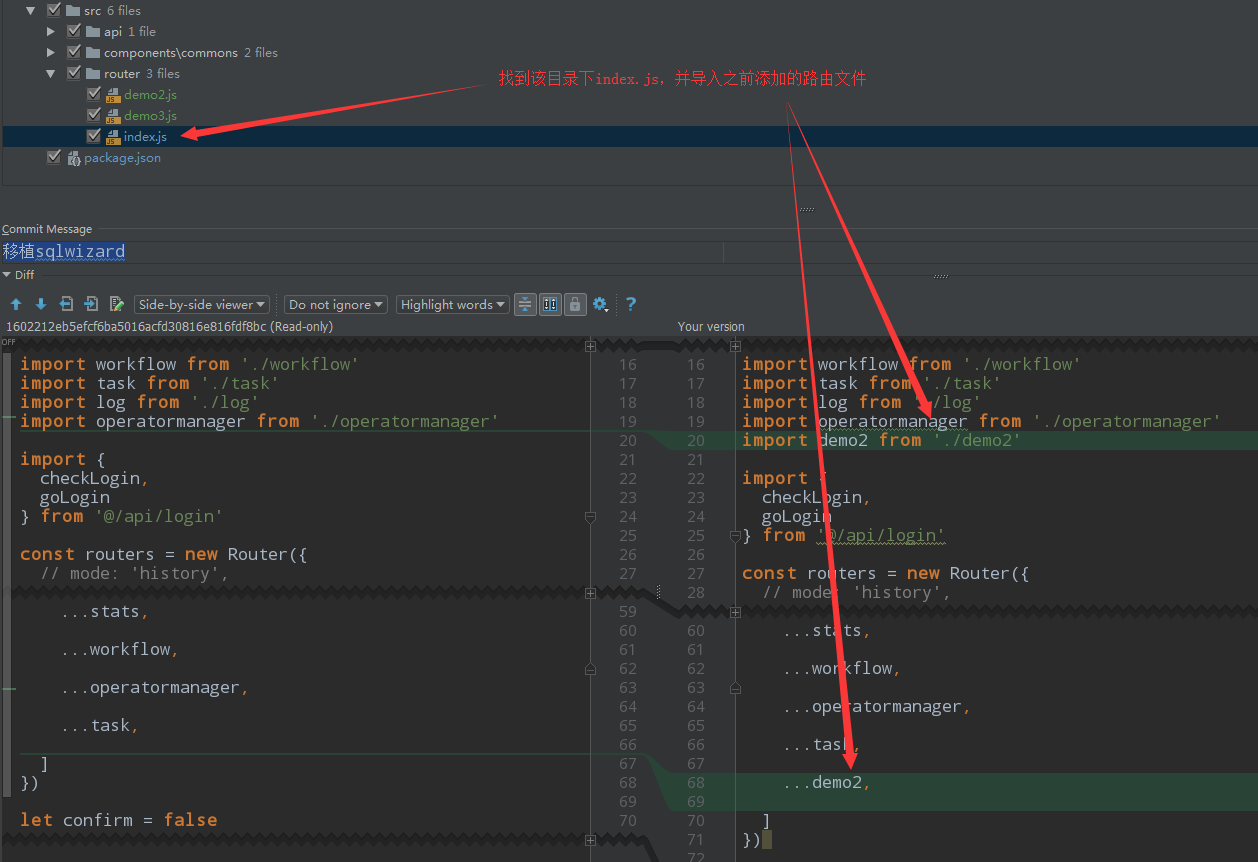 src 6 files
api 1 file
components\commons 2 files
router 3 files
demo2.js
demo3.js
index.js
package.json
找到该目录下index.js，并导入之前添加的路由文件
Commit Message
移植sqlwizard
Diff
Side-by-side viewer Do not ignore Highlight words ?
1602212eb5efcf6ba5016acfd30816e816fdf8bc (Read-only) Your version
OFF
import workflow from './workflow' 16 16 import workflow from './workflow'
import task from './task' 17 17 import task from './task'
import log from './log' 18 18 import log from './log'
import operatormanager from './operatormanager' 19 19 import operatormanager from './operatormanager'
20 20 import demo2 from './demo2'
import { 21 21
checkLogin, 22 22 import {
goLogin 23 23 checkLogin,
} from '@/api/login' 24 24 goLogin
25 25 } from '@/api/login'
const routers = new Router({ 26 26
// mode: 'history', 27 27 const routers = new Router({
28 // mode: 'history',
...stats, 59
60 60 ...stats,
...workflow, 61 61
62 62 ...workflow,
...operatormanager, 63 63
64 64 ...operatormanager,
...task, 65 65
66 66 ...task,
] 67 67
}) 68 68 ...demo2,
69 69
let confirm = false 70 70 ]
71 })
72